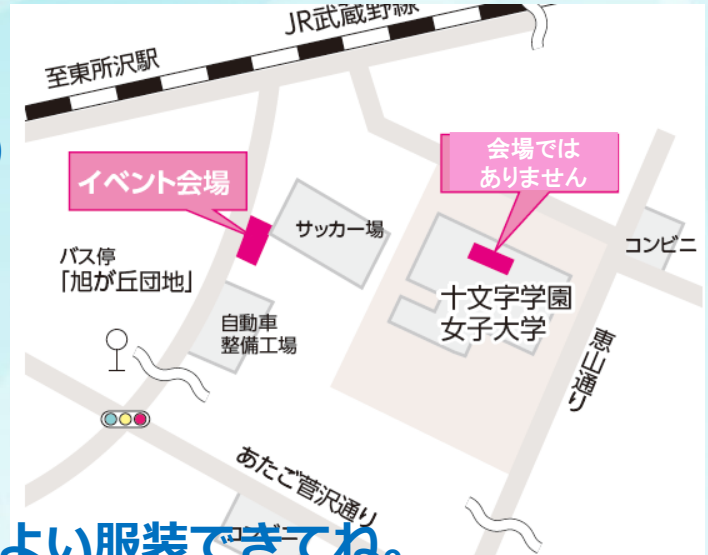 JR武蔵野線
至東所沢駅
イベント会場
会場では
ありません
サッカー場
コンビニ
バス停
「旭が丘団地」
十文字学園
女子大学
自動車
整備工場
恵山通り
あたご菅沢通り
コンビニ
よい服装できてね。